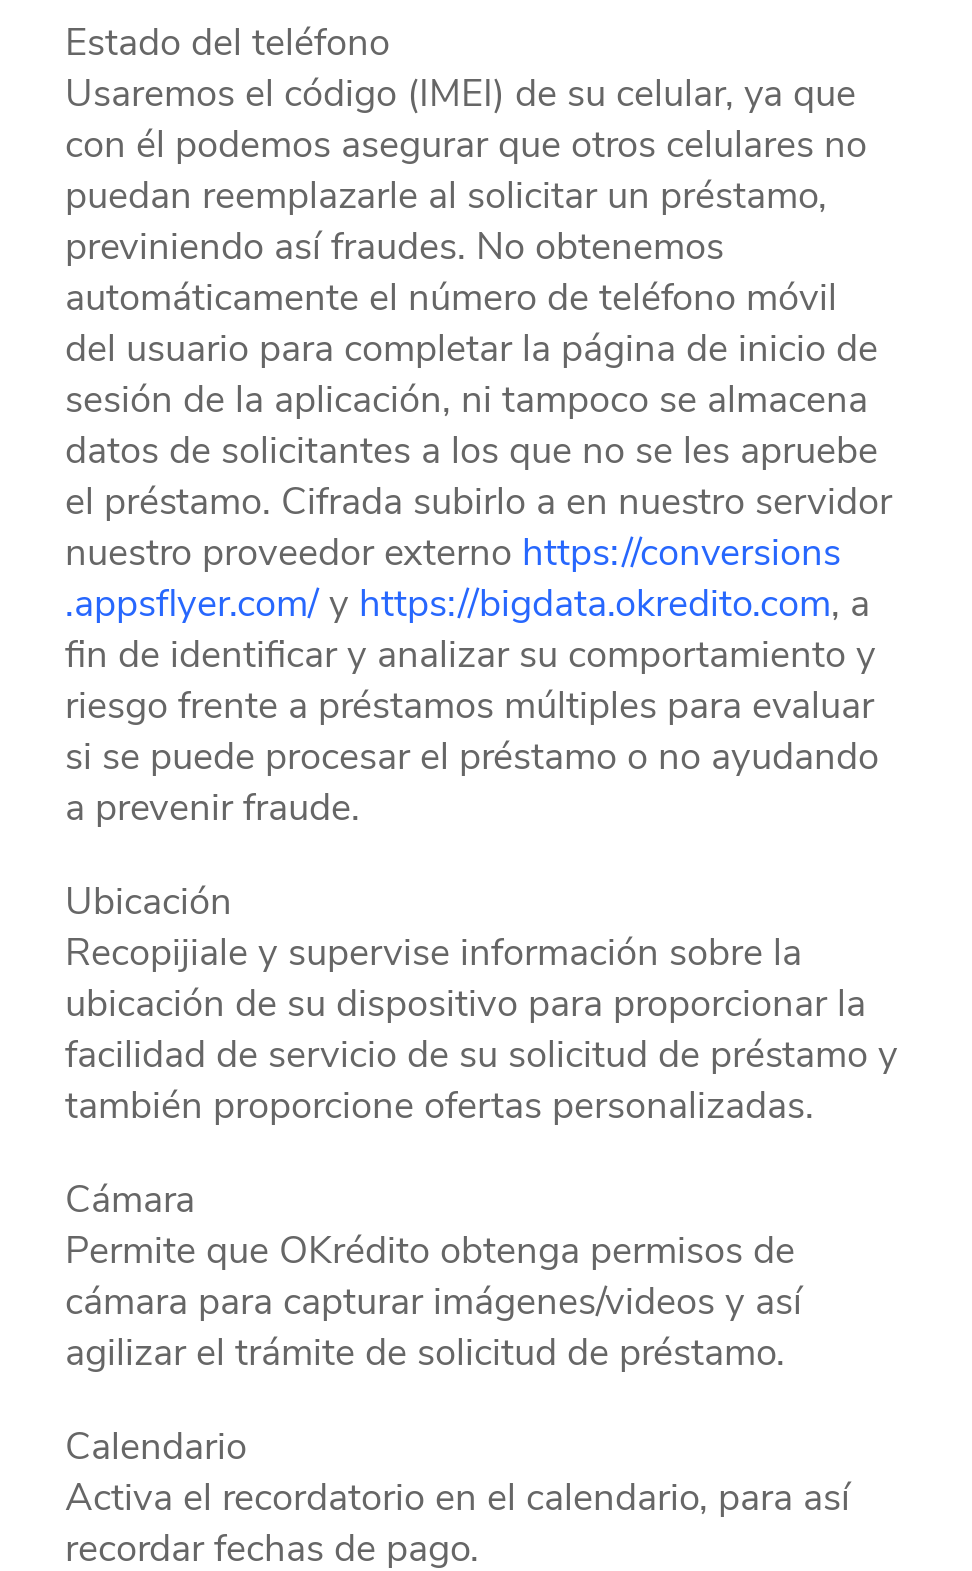 Estado del teléfono
Usaremos el código (IMEI) de su celular, ya que
con él podemos asegurar que otros celulares no
puedan reemplazarle al solicitar un préstamo,
previniendo así fraudes. No obtenemos
automáticamente el número de teléfono móvil
del usuario para completar la página de inicio de
sesión de la aplicación, ni tampoco se almacena
datos de solicitantes a los que no se les apruebe
el préstamo. Cifrada subirlo a en nuestro servidor
nuestro proveedor externo https://conversions
.appsflyer.com/ y https://bigdata.okredito.com, a
fin de identificar y analizar su comportamiento y
riesgo frente a préstamos múltiples para evaluar
si se puede procesar el préstamo o no ayudando
a prevenir fraude.
Ubicación
Recopijiale y supervise información sobre la
ubicación de su dispositivo para proporcionar la
facilidad de servicio de su solicitud de préstamo y
también proporcione ofertas personalizadas.
Cámara
Permite que OKrédito obtenga permisos de
cámara para capturar imágenes/videos y así
agilizar el trámite de solicitud de préstamo.
Calendario
Activa el recordatorio en el calendario, para así
recordar fechas de pago.